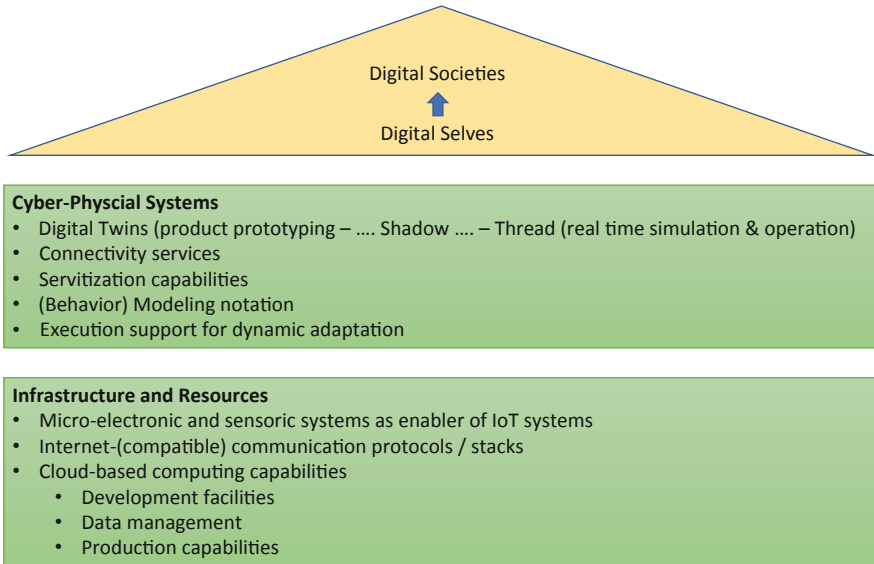 Digital Societies
Digital Selves
Cyber-Physcial Systems
• Digital Twins (product prototyping – .... Shadow .... – Thread (real time simulation & operation)
• Connectivity services
• Servitization capabilities
• (Behavior) Modeling notation
• Execution support for dynamic adaptation
Infrastructure and Resources
• Micro-electronic and sensoric systems as enabler of IoT systems
• Internet-(compatible) communication protocols / stacks
• Cloud-based computing capabilities
• Development facilities
• Data management
• Production capabilities